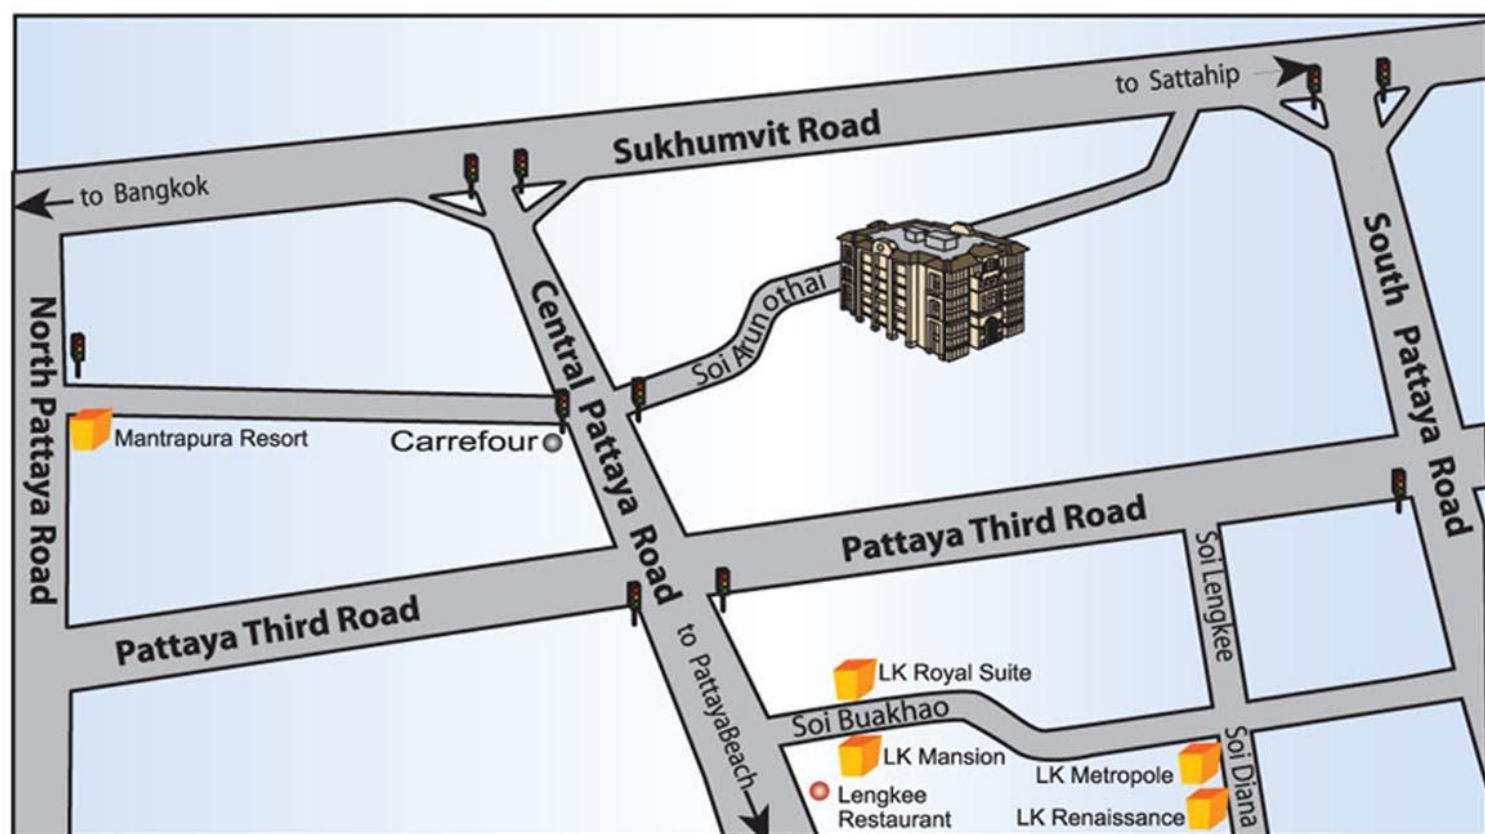 to Sattahip
Sukhumvit Road
to Bangkok
North Pattaya Road
Central Pattaya Road
South Pattaya Road
Soi Arunothai
Mantrapura Resort
Carrefour
Pattaya Third Road
Pattaya Third Road
Soi Lengkee
to PattayaBeach
LK Royal Suite
Soi Buakhao
LK Mansion
Soi Diana
LK Metropole
Lengkee
Restaurant
LK Renaissance